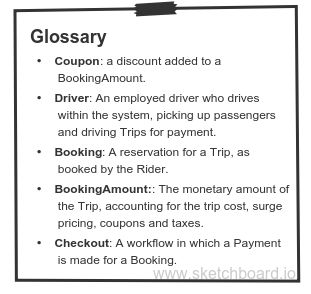 Glossary
• Coupon: a discount added to a
BookingAmount.
• Driver: An employed driver who drives
within the system, picking up passengers
and driving Trips for payment.
• Booking: A reservation for a Trip, as
booked by the Rider.
• BookingAmount:: The monetary amount of
the Trip, accounting for the trip cost, surge
pricing, coupons and taxes.
• Checkout: A workflow in which a Payment
is made for a Booking.
www.sketchboard.io